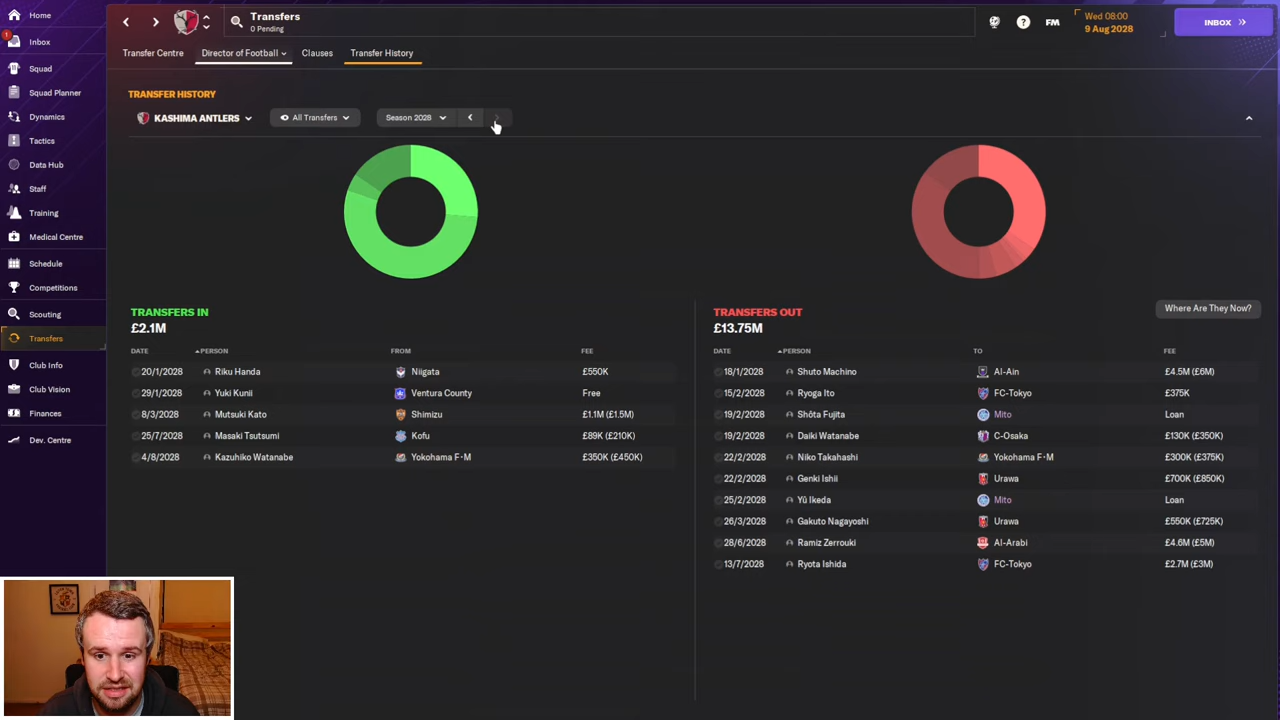 Home
Inbox
1
Squad
Squad Planner
Dynamics
Tactics
Data Hub
Staff
Training
Medical Centre
Schedule
Competitions
Scouting
Transfers
Club Info
Club Vision
Finances
Dev. Centre
Transfers
0 Pending
?
FM
Wed 08:00
9 Aug 2028
INBOX
Transfer Centre Director of Football Clauses Transfer History
TRANSFER HISTORY
KASHIMA ANTLERS All Transfers Season 2028
TRANSFERS IN
£2.1M
DATE PERSON FROM FEE
20/1/2028 Riku Handa Niigata £550K
29/1/2028 Yuki Kunii Ventura County Free
8/3/2028 Mutsuki Kato Shimizu £1.1M (£1.5M)
25/7/2028 Masaki Tsutsumi Kofu £89K (£210K)
4/8/2028 Kazuhiko Watanabe Yokohama F·M £350K (£450K)
TRANSFERS OUT
£13.75M
Where Are They Now?
DATE PERSON TO FEE
18/1/2028 Shuto Machino Al-Ain £4.5M (£6M)
15/2/2028 Ryoga Ito FC-Tokyo £375K
19/2/2028 Shôta Fujita Mito Loan
19/2/2028 Daiki Watanabe C-Osaka £130K (£350K)
22/2/2028 Niko Takahashi Yokohama F·M £300K (£375K)
22/2/2028 Genki Ishii Urawa £700K (£850K)
25/2/2028 Yû Ikeda Mito Loan
26/3/2028 Gakuto Nagayoshi Urawa £550K (£725K)
28/6/2028 Ramiz Zerrouki Al-Arabi £4.6M (£5M)
13/7/2028 Ryota Ishida FC-Tokyo £2.7M (£3M)